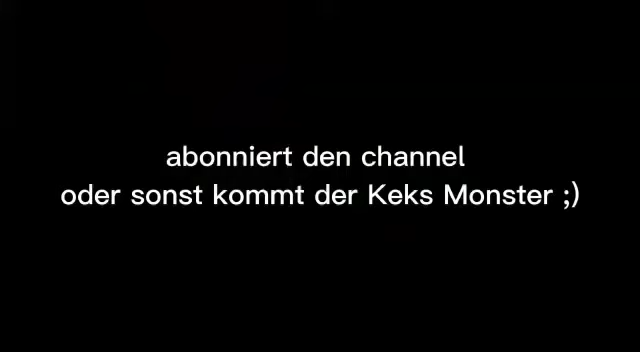 abonniert den channel
oder sonst kommt der Keks Monster ;)